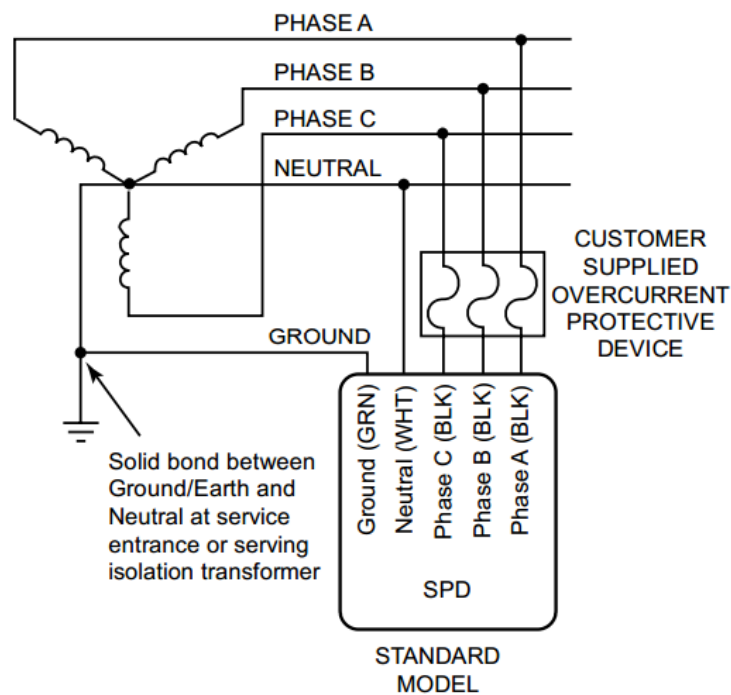 PHASE A
PHASE B
PHASE C
NEUTRAL
CUSTOMER
SUPPLIED
OVERCURRENT
PROTECTIVE
DEVICE
GROUND
Solid bond between
Ground/Earth and
Neutral at service
entrance or serving
isolation transformer
Ground (GRN)
Neutral (WHT)
Phase C (BLK)
Phase B (BLK)
Phase A (BLK)
SPD
STANDARD
MODEL